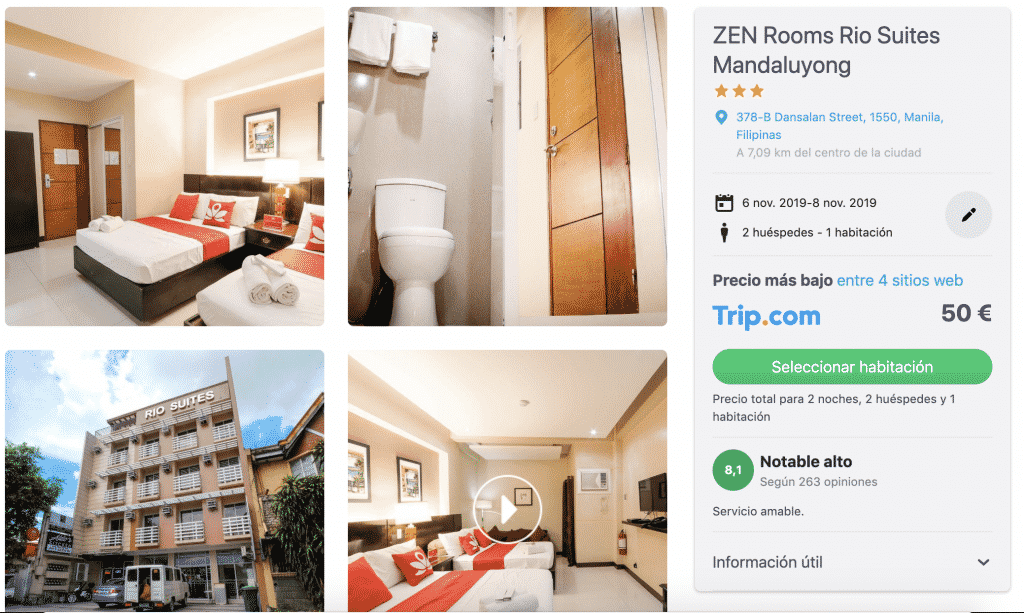 RIO SUITES
ZEN Rooms Rio Suites
Mandaluyong
378-B Dansalan Street, 1550, Manila,
Filipinas
A 7,09 km del centro de la ciudad
6 nov. 2019-8 nov. 2019
2 huéspedes - 1 habitación
Precio más bajo entre 4 sitios web
Trip.com 50 €
Seleccionar habitación
Precio total para 2 noches, 2 huéspedes y 1
habitación
8,1 Notable alto
Según 263 opiniones
Servicio amable.
Información útil